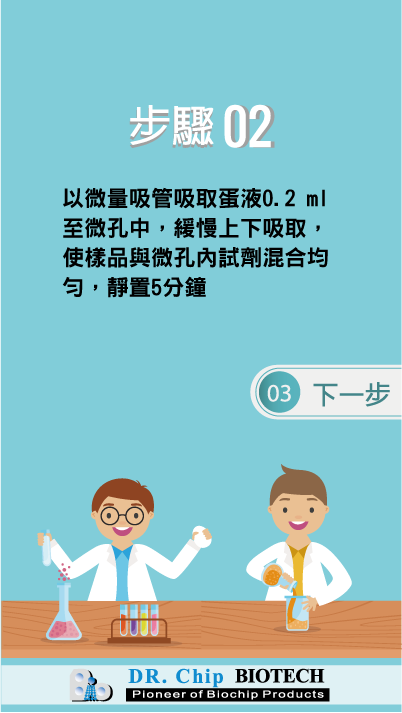 步驟 02
以微量吸管吸取蛋液0.2 ml
至微孔中，緩慢上下吸取，
使樣品與微孔內試劑混合均
勻，靜置5分鐘
03 下一步
DR. Chip BIOTECH
Pioneer of Biochip Products